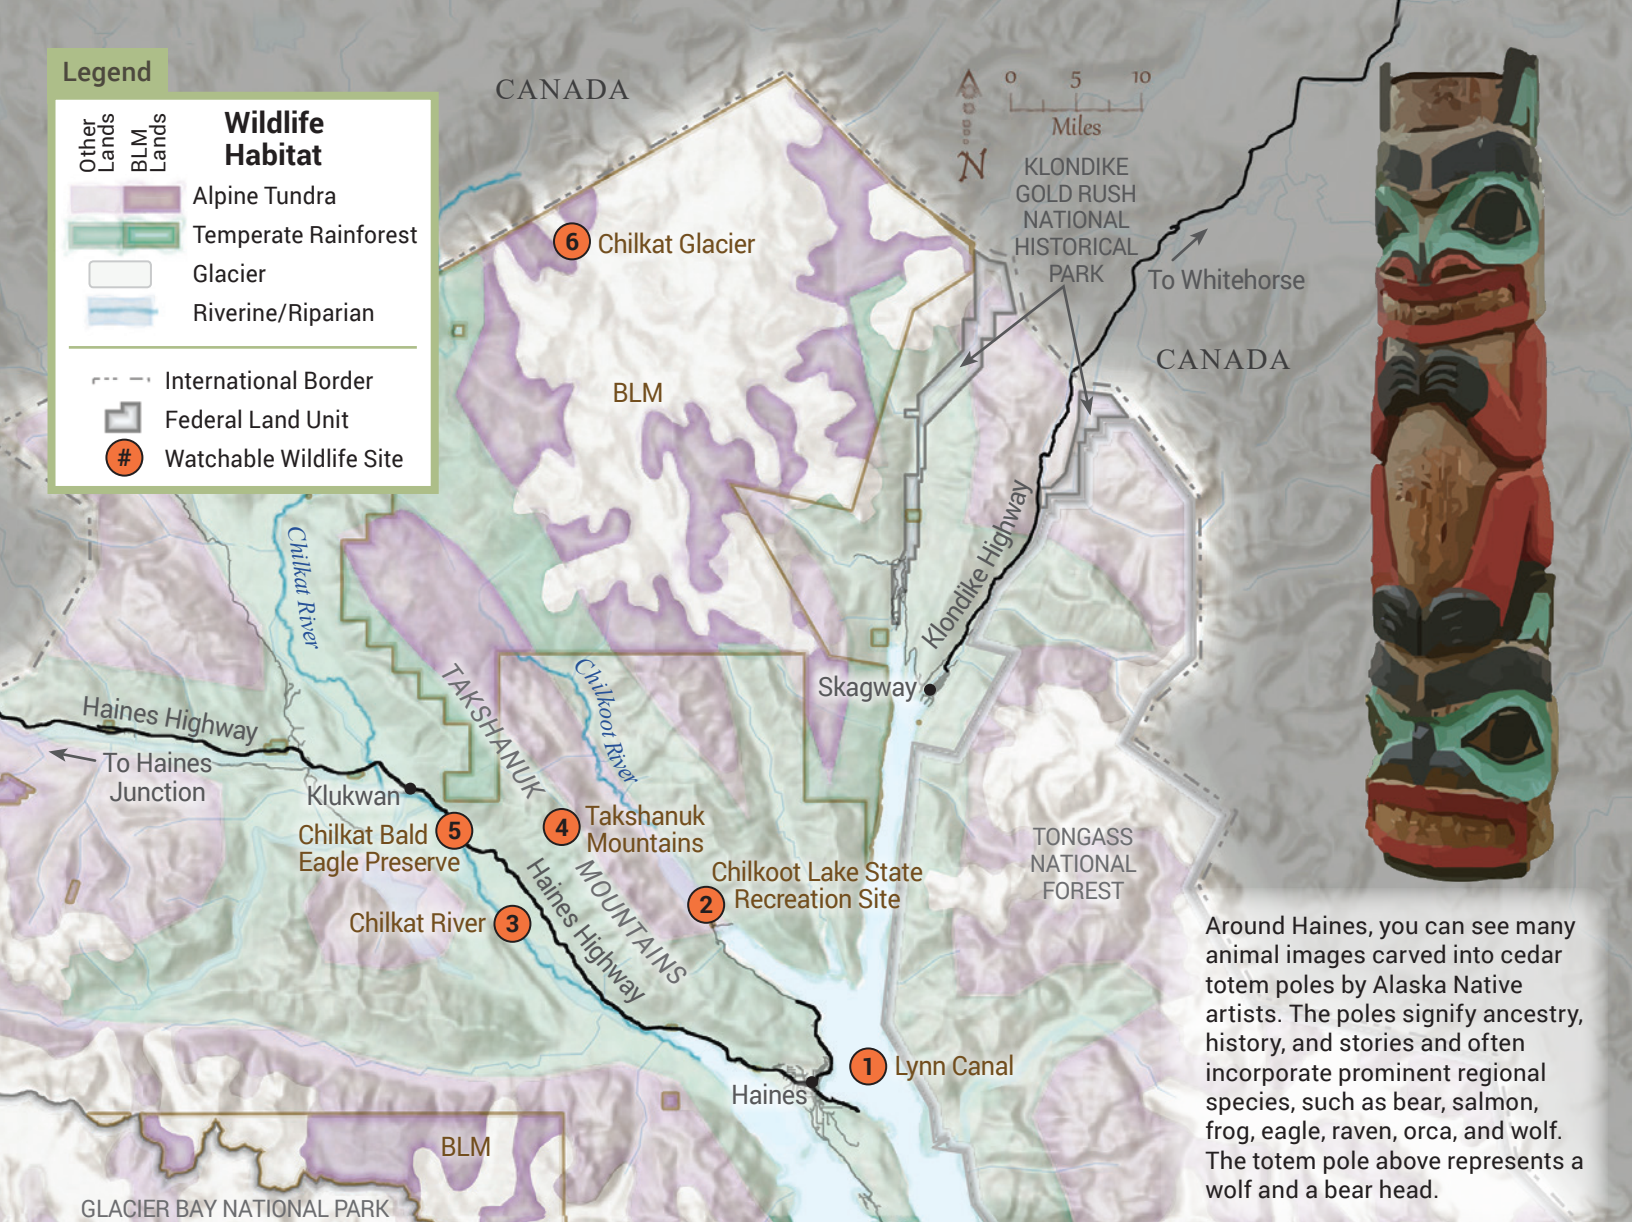 Legend
Other
Lands
BLM
Lands
Wildlife
Habitat
Alpine Tundra
Temperate Rainforest
Glacier
Riverine/Riparian
International Border
Federal Land Unit
# Watchable Wildlife Site
CANADA
0 5 10
Miles
N
KLONDIKE
GOLD RUSH
NATIONAL
HISTORICAL
PARK
To Whitehorse
CANADA
6 Chilkat Glacier
BLM
Klondike Highway
Chilkat River
Chilkoot River
Skagway
Haines Highway
To Haines
Junction
Klukwan
TAKSHANUK
MOUNTAINS
Chilkat Bald 5
Eagle Preserve
4 Takshanuk
Mountains
Chilkoot Lake State
2 Recreation Site
Chilkat River 3
Haines Highway
TONGASS
NATIONAL
FOREST
1 Lynn Canal
Haines
BLM
GLACIER BAY NATIONAL PARK
Around Haines, you can see many
animal images carved into cedar
totem poles by Alaska Native
artists. The poles signify ancestry,
history, and stories and often
incorporate prominent regional
species, such as bear, salmon,
frog, eagle, raven, orca, and wolf.
The totem pole above represents a
wolf and a bear head.